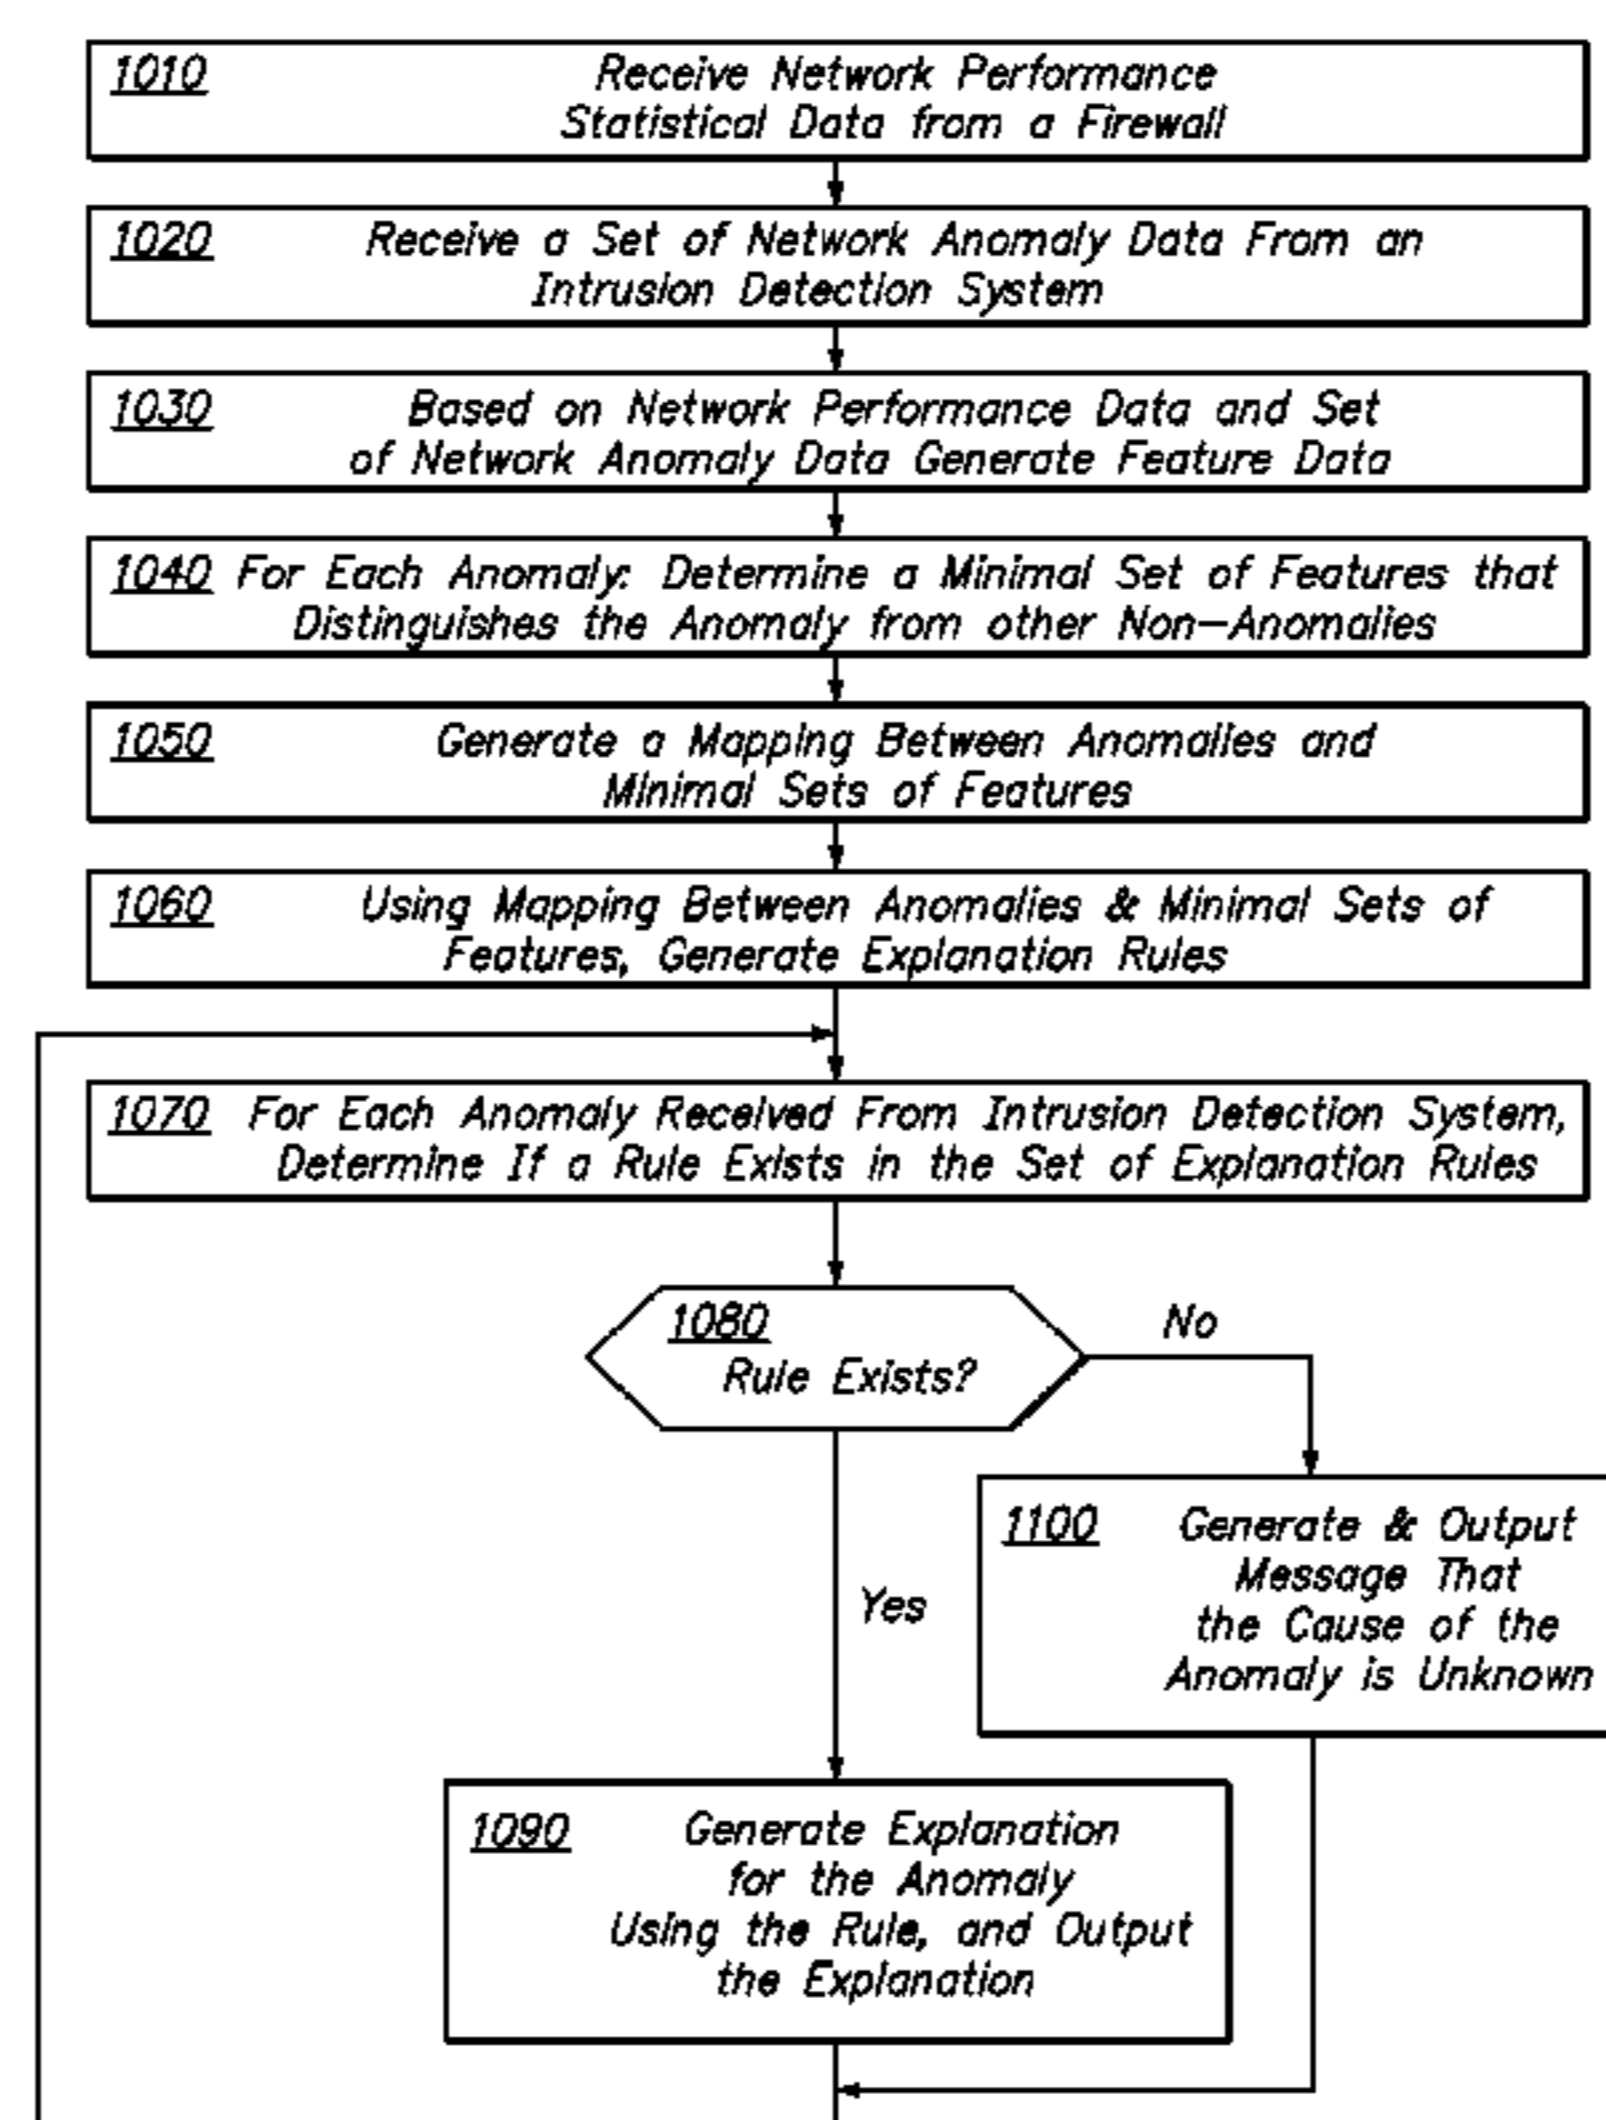 1010 Receive Network Performance
Statistical Data from a Firewall
1020 Receive a Set of Network Anomaly Data From an
Intrusion Detection System
1030 Based on Network Performance Data and Set
of Network Anomaly Data Generate Feature Data
1040 For Each Anomaly: Determine a Minimal Set of Features that
Distinguishes the Anomaly from other Non-Anomalies
1050 Generate a Mapping Between Anomalies and
Minimal Sets of Features
1060 Using Mapping Between Anomalies & Minimal Sets of
Features, Generate Explanation Rules
1070 For Each Anomaly Received From Intrusion Detection System,
Determine If a Rule Exists in the Set of Explanation Rules
1080
Rule Exists?
No
1100 Generate & Output
Message That
the Cause of the
Anomaly is Unknown
Yes
1090 Generate Explanation
for the Anomaly
Using the Rule, and Output
the Explanation